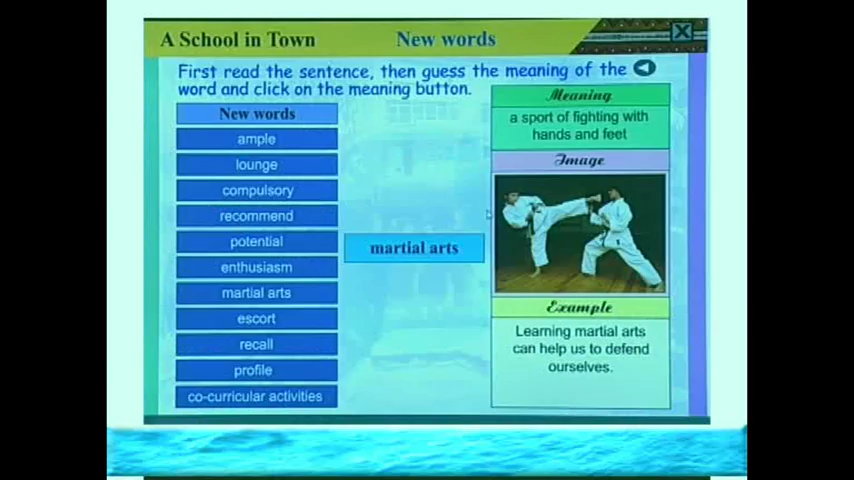 A School in Town
New words
First read the sentence, then guess the meaning of the
word and click on the meaning button.
New words
ample
lounge
compulsory
recommend
potential
enthusiasm
martial arts
escort
recall
profile
co-curricular activities
martial arts
Meaning
a sport of fighting with
hands and feet
Image
Example
Learning martial arts
can help us to defend
ourselves.